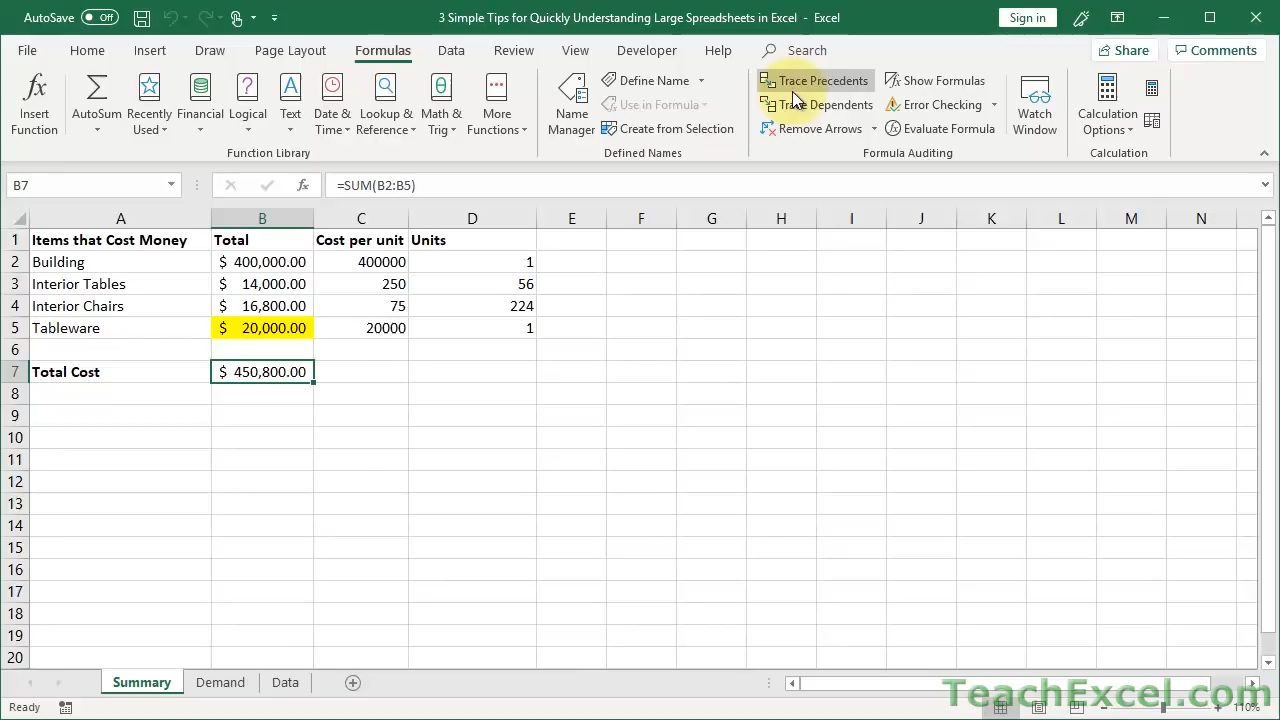 AutoSave Off 3 Simple Tips for Quickly Understanding Large Spreadsheets in Excel - Excel Sign in
File Home Insert Draw Page Layout Formulas Data Review View Developer Help Search Share Comments
Insert Function
AutoSum
Recently Used
Financial
Logical
Text
Date & Time
Lookup & Reference
Math & Trig
More Functions
Function Library
Name Manager
Define Name
Use in Formula
Create from Selection
Defined Names
Trace Precedents
Trace Dependents
Remove Arrows
Show Formulas
Error Checking
Evaluate Formula
Formula Auditing
Watch Window
Calculation Options
Calculation
B7 fx =SUM(B2:B5)
A B C D E F G H I J K L M N
1 Items that Cost Money Total Cost per unit Units
2 Building $ 400,000.00 400000 1
3 Interior Tables $ 14,000.00 250 56
4 Interior Chairs $ 16,800.00 75 224
5 Tableware $ 20,000.00 20000 1
6
7 Total Cost $ 450,800.00
8
9
10
11
12
13
14
15
16
17
18
19
20
Summary Demand Data
Ready 110%
TeachExcel.com